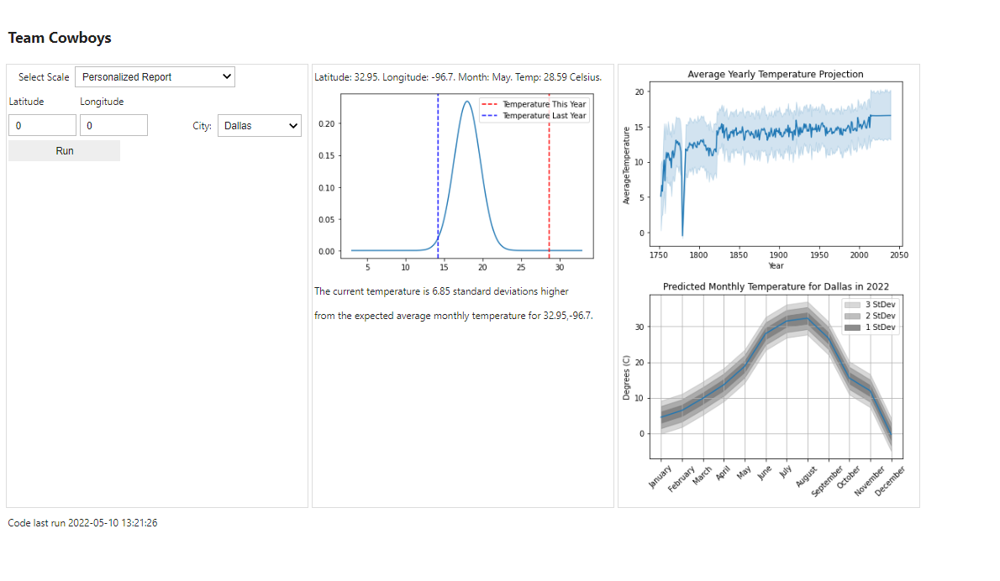 Team Cowboys
Select Scale Personalized Report
Latitude Longitude
0 0 City: Dallas
Run
Latitude: 32.95. Longitude: -96.7. Month: May. Temp: 28.59 Celsius.
Temperature This Year
Temperature Last Year
0.20
0.15
0.10
0.05
0.00
5 10 15 20 25 30
The current temperature is 6.85 standard deviations higher
from the expected average monthly temperature for 32.95,-96.7.
Average Yearly Temperature Projection
AverageTemperature
20
15
10
5
0
1750 1800 1850 1900 1950 2000 2050
Year
Predicted Monthly Temperature for Dallas in 2022
3 StDev
2 StDev
1 StDev
Degrees (C)
30
20
10
0
January February March April May June July August September October November December
Code last run 2022-05-10 13:21:26